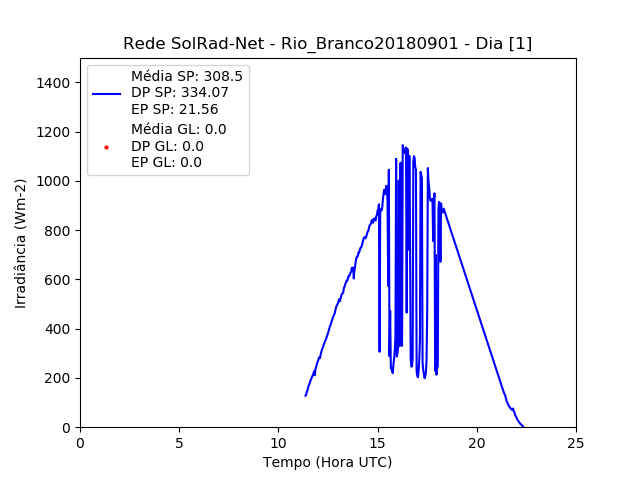 Rede SolRad-Net - Rio_Branco20180901 - Dia [1]
Média SP: 308.5
DP SP: 334.07
EP SP: 21.56
Média GL: 0.0
DP GL: 0.0
EP GL: 0.0
Irradiância (Wm-2)
1400
1200
1000
800
600
400
200
0
0 5 10 15 20 25
Tempo (Hora UTC)